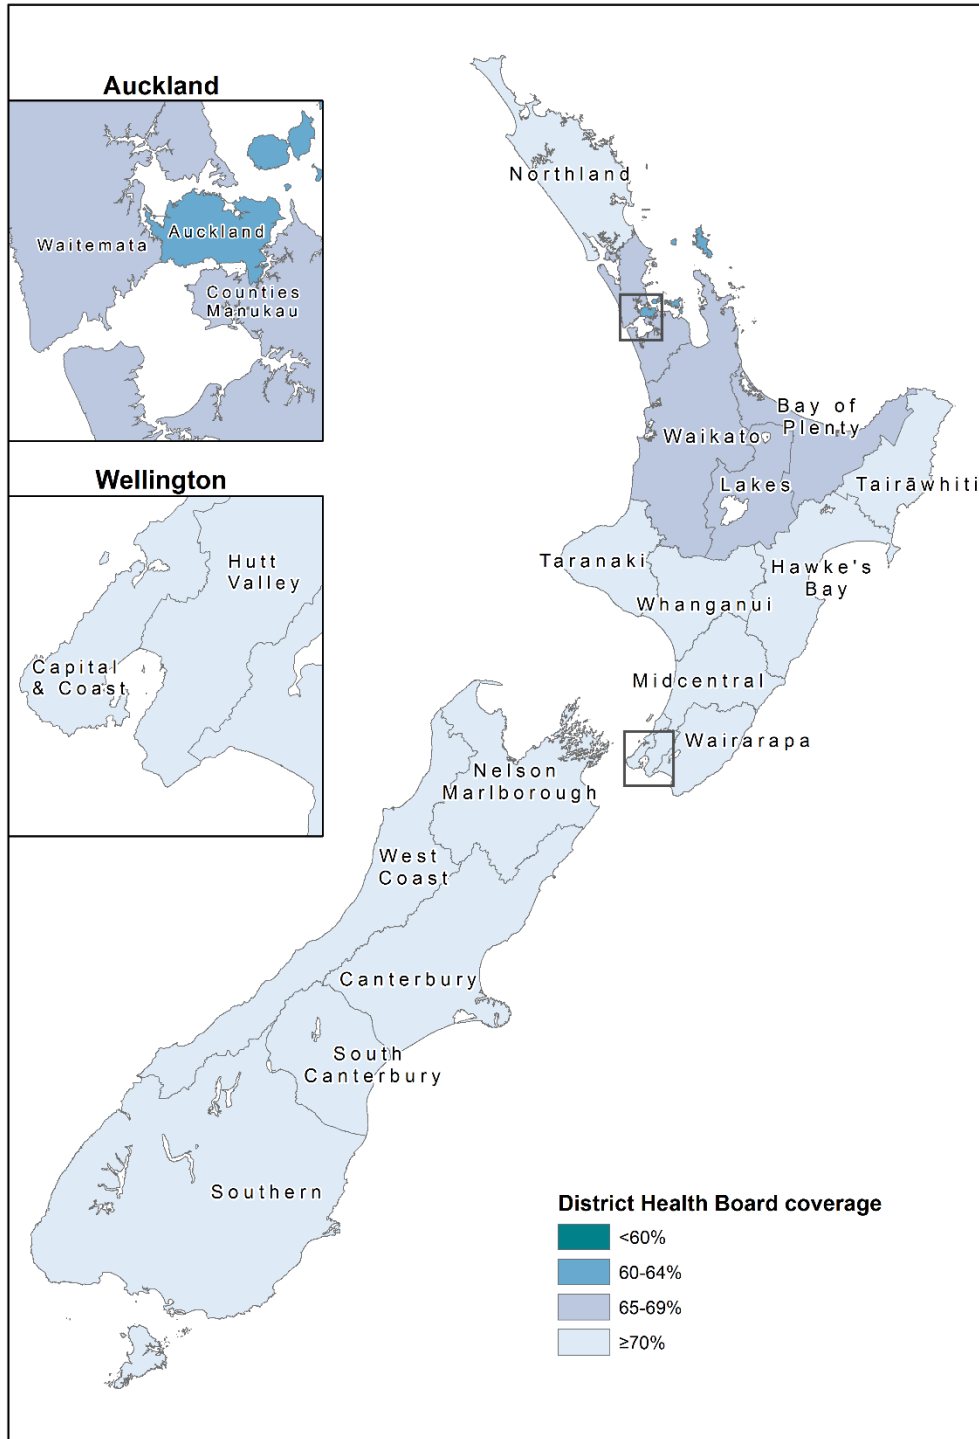 Auckland
Waitemata
Auckland
Counties
Manukau
Wellington
Hutt
Valley
Capital
& Coast
Northland
Bay of
Plenty
Waikato
Lakes
Tairāwhiti
Taranaki
Hawke's
Bay
Whanganui
Midcentral
Wairarapa
Nelson
Marlborough
West
Coast
Canterbury
South
Canterbury
Southern
District Health Board coverage
<60%
60-64%
65-69%
≥70%